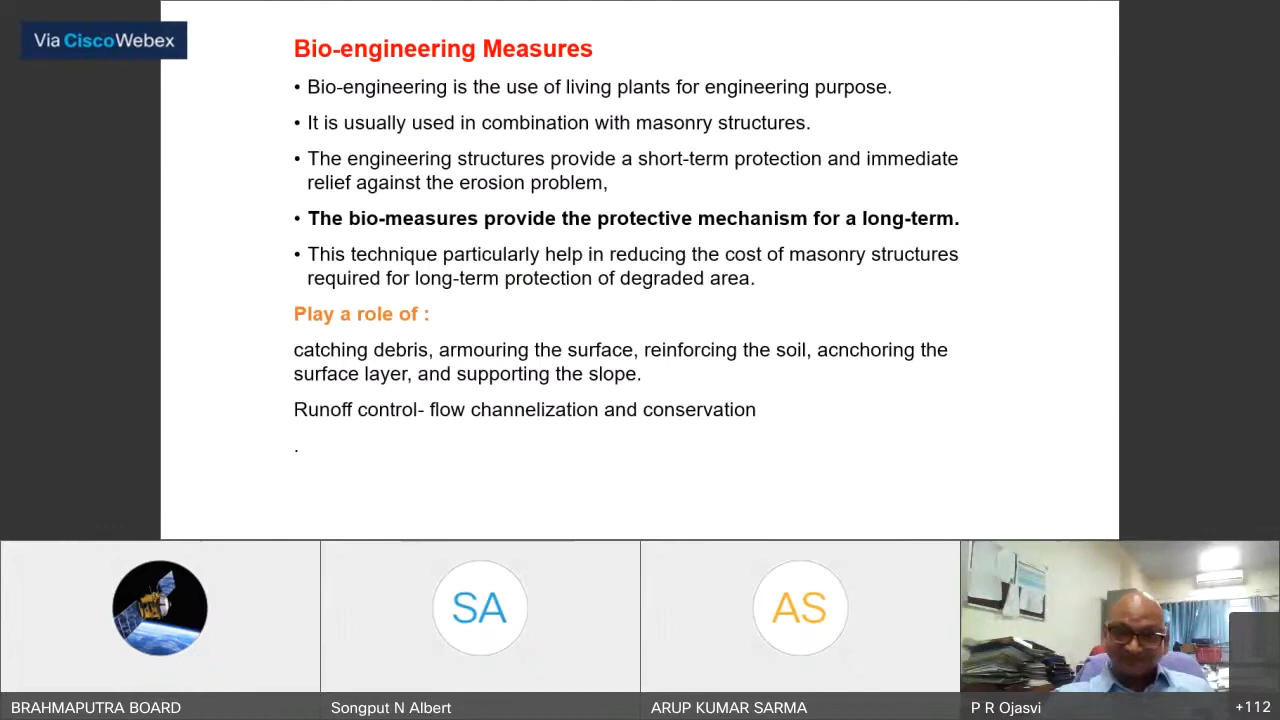 Via Cisco Webex
Bio-engineering Measures
• Bio-engineering is the use of living plants for engineering purpose.
• It is usually used in combination with masonry structures.
• The engineering structures provide a short-term protection and immediate
relief against the erosion problem,
• The bio-measures provide the protective mechanism for a long-term.
• This technique particularly help in reducing the cost of masonry structures
required for long-term protection of degraded area.
Play a role of :
catching debris, armouring the surface, reinforcing the soil, acnchoring the
surface layer, and supporting the slope.
Runoff control- flow channelization and conservation
.
SA
AS
BRAHMAPUTRA BOARD
Songput N Albert
ARUP KUMAR SARMA
P R Ojasvi
+112